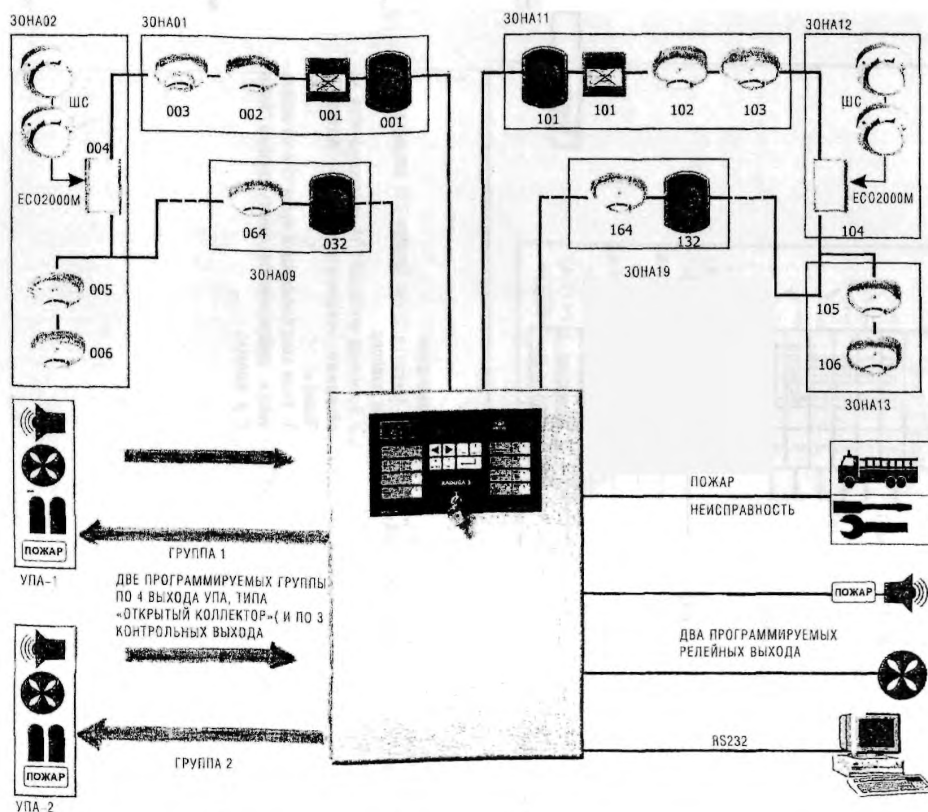 ЗОНА02
ЗОНА01
ЗОНА11
ЗОНА12
ШС
004
ЕСО2000М
003
002
001
001
101
101
102
103
ШС
ЕСО2000М
104
064
032
ЗОНА09
164
132
ЗОНА19
005
006
105
106
ЗОНА13
ПОЖАР
НЕИСПРАВНОСТЬ
ПОЖАР
УПА-1
ГРУППА 1
ДВЕ ПРОГРАММИРУЕМЫХ ГРУППЫ
ПО 4 ВЫХОДА УПА, ТИПА
«ОТКРЫТЫЙ КОЛЛЕКТОР»( И ПО 3
КОНТРОЛЬНЫХ ВЫХОДА
ПОЖАР
ДВА ПРОГРАММИРУЕМЫХ
РЕЛЕЙНЫХ ВЫХОДА
RS232
ПОЖАР
УПА-2
ГРУППА 2